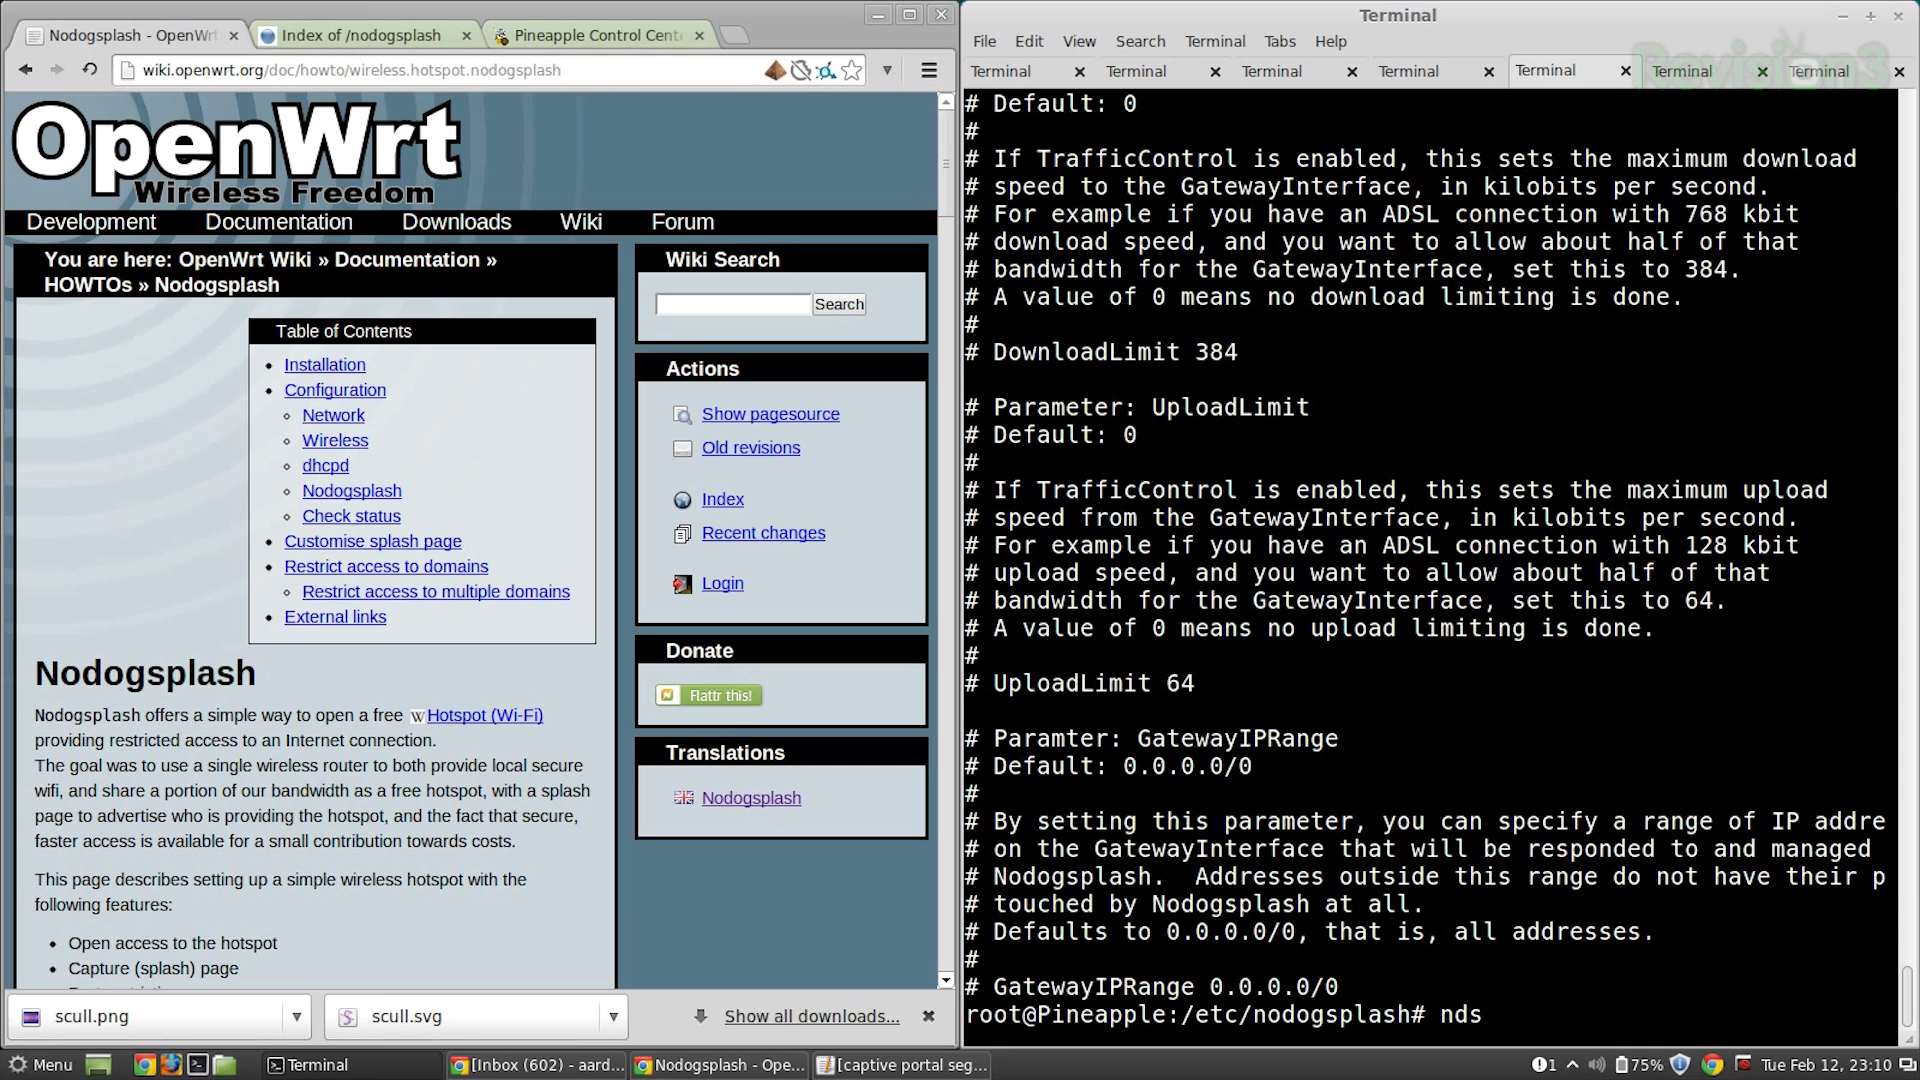 Nodogsplash - OpenWrt
Index of /nodogsplash
Pineapple Control Cent
wiki.openwrt.org/doc/howto/wireless.hotspot.nodogsplash
OpenWrt
Wireless Freedom
Development Documentation Downloads Wiki Forum
You are here: OpenWrt Wiki » Documentation »
HOWTOs » Nodogsplash
Table of Contents
• Installation
• Configuration
Network
Wireless
dhcpd
Nodogsplash
Check status
• Customise splash page
• Restrict access to domains
Restrict access to multiple domains
• External links
Nodogsplash
Nodogsplash offers a simple way to open a free W Hotspot (Wi-Fi)
providing restricted access to an Internet connection.
The goal was to use a single wireless router to both provide local secure
wifi, and share a portion of our bandwidth as a free hotspot, with a splash
page to advertise who is providing the hotspot, and the fact that secure,
faster access is available for a small contribution towards costs.
This page describes setting up a simple wireless hotspot with the
following features:
• Open access to the hotspot
• Capture (splash) page
Wiki Search
Search
Actions
Show pagesource
Old revisions
Index
Recent changes
Login
Donate
Flattr this!
Translations
Nodogsplash
scull.png
scull.svg
Show all downloads...
Terminal
File Edit View Search Terminal Tabs Help
Terminal Terminal Terminal Terminal Terminal Terminal Terminal
Revision3
# Default: 0
#
# If TrafficControl is enabled, this sets the maximum download
# speed to the GatewayInterface, in kilobits per second.
# For example if you have an ADSL connection with 768 kbit
# download speed, and you want to allow about half of that
# bandwidth for the GatewayInterface, set this to 384.
# A value of 0 means no download limiting is done.
#
# DownloadLimit 384
# Parameter: UploadLimit
# Default: 0
#
# If TrafficControl is enabled, this sets the maximum upload
# speed from the GatewayInterface, in kilobits per second.
# For example if you have an ADSL connection with 128 kbit
# upload speed, and you want to allow about half of that
# bandwidth for the GatewayInterface, set this to 64.
# A value of 0 means no upload limiting is done.
#
# UploadLimit 64
# Paramter: GatewayIPRange
# Default: 0.0.0.0/0
#
# By setting this parameter, you can specify a range of IP addre
# on the GatewayInterface that will be responded to and managed
# Nodogsplash.  Addresses outside this range do not have their p
# touched by Nodogsplash at all.
# Defaults to 0.0.0.0/0, that is, all addresses.
#
# GatewayIPRange 0.0.0.0/0
root@Pineapple:/etc/nodogsplash# nds
Menu
Terminal
[Inbox (602) - aard...
Nodogsplash - Ope...
[captive portal seg...
1
75%
Tue Feb 12, 23:10